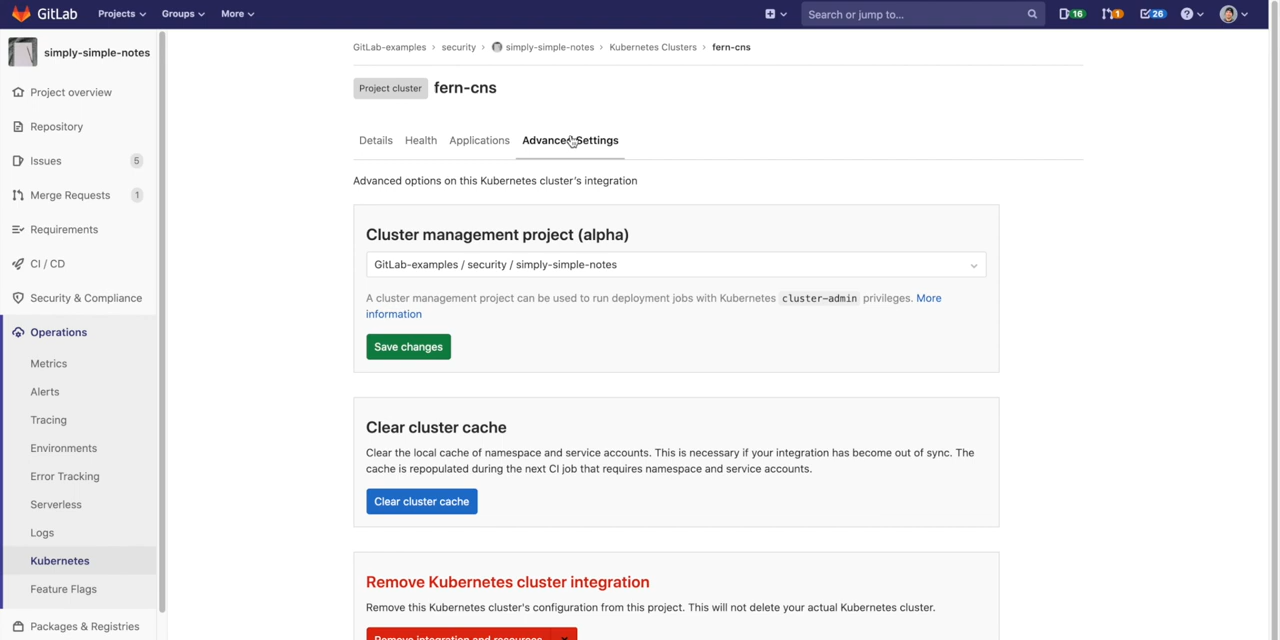 GitLab Projects Groups More Search or jump to... 16 1 26
simply-simple-notes
Project overview
Repository
Issues 5
Merge Requests 1
Requirements
CI / CD
Security & Compliance
Operations
Metrics
Alerts
Tracing
Environments
Error Tracking
Serverless
Logs
Kubernetes
Feature Flags
Packages & Registries
GitLab-examples › security › simply-simple-notes › Kubernetes Clusters › fern-cns
Project cluster fern-cns
Details Health Applications Advanced Settings
Advanced options on this Kubernetes cluster's integration
Cluster management project (alpha)
GitLab-examples / security / simply-simple-notes
A cluster management project can be used to run deployment jobs with Kubernetes cluster-admin privileges. More
information
Save changes
Clear cluster cache
Clear the local cache of namespace and service accounts. This is necessary if your integration has become out of sync. The
cache is repopulated during the next CI job that requires namespace and service accounts.
Clear cluster cache
Remove Kubernetes cluster integration
Remove this Kubernetes cluster's configuration from this project. This will not delete your actual Kubernetes cluster.
Remove integration and resources